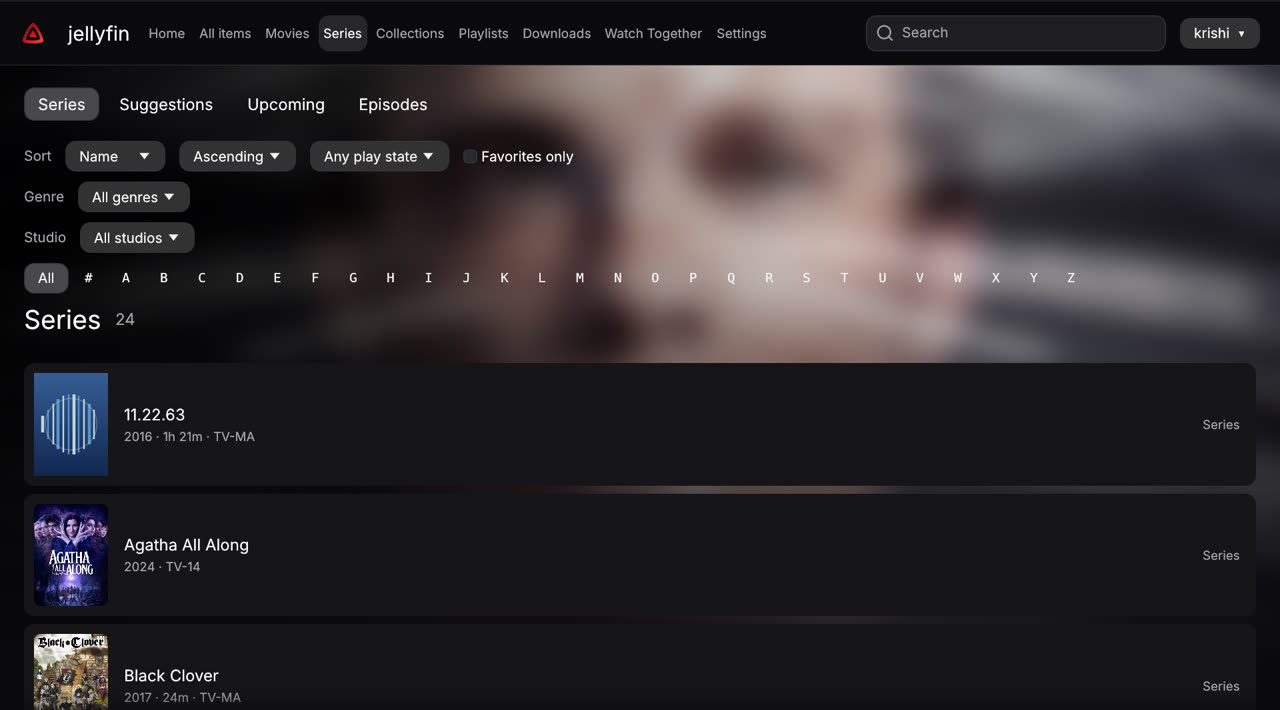 jellyfin Home All items Movies Series Collections Playlists Downloads Watch Together Settings Search krishi
Series Suggestions Upcoming Episodes
Sort Name Ascending Any play state Favorites only
Genre All genres
Studio All studios
All # A B C D E F G H I J K L M N O P Q R S T U V W X Y Z
Series 24
11.22.63
2016 · 1h 21m · TV-MA
Series
AGATHA
ALL
ALONG
Agatha All Along
2024 · TV-14
Series
Black Clover
Black Clover
2017 · 24m · TV-MA
Series